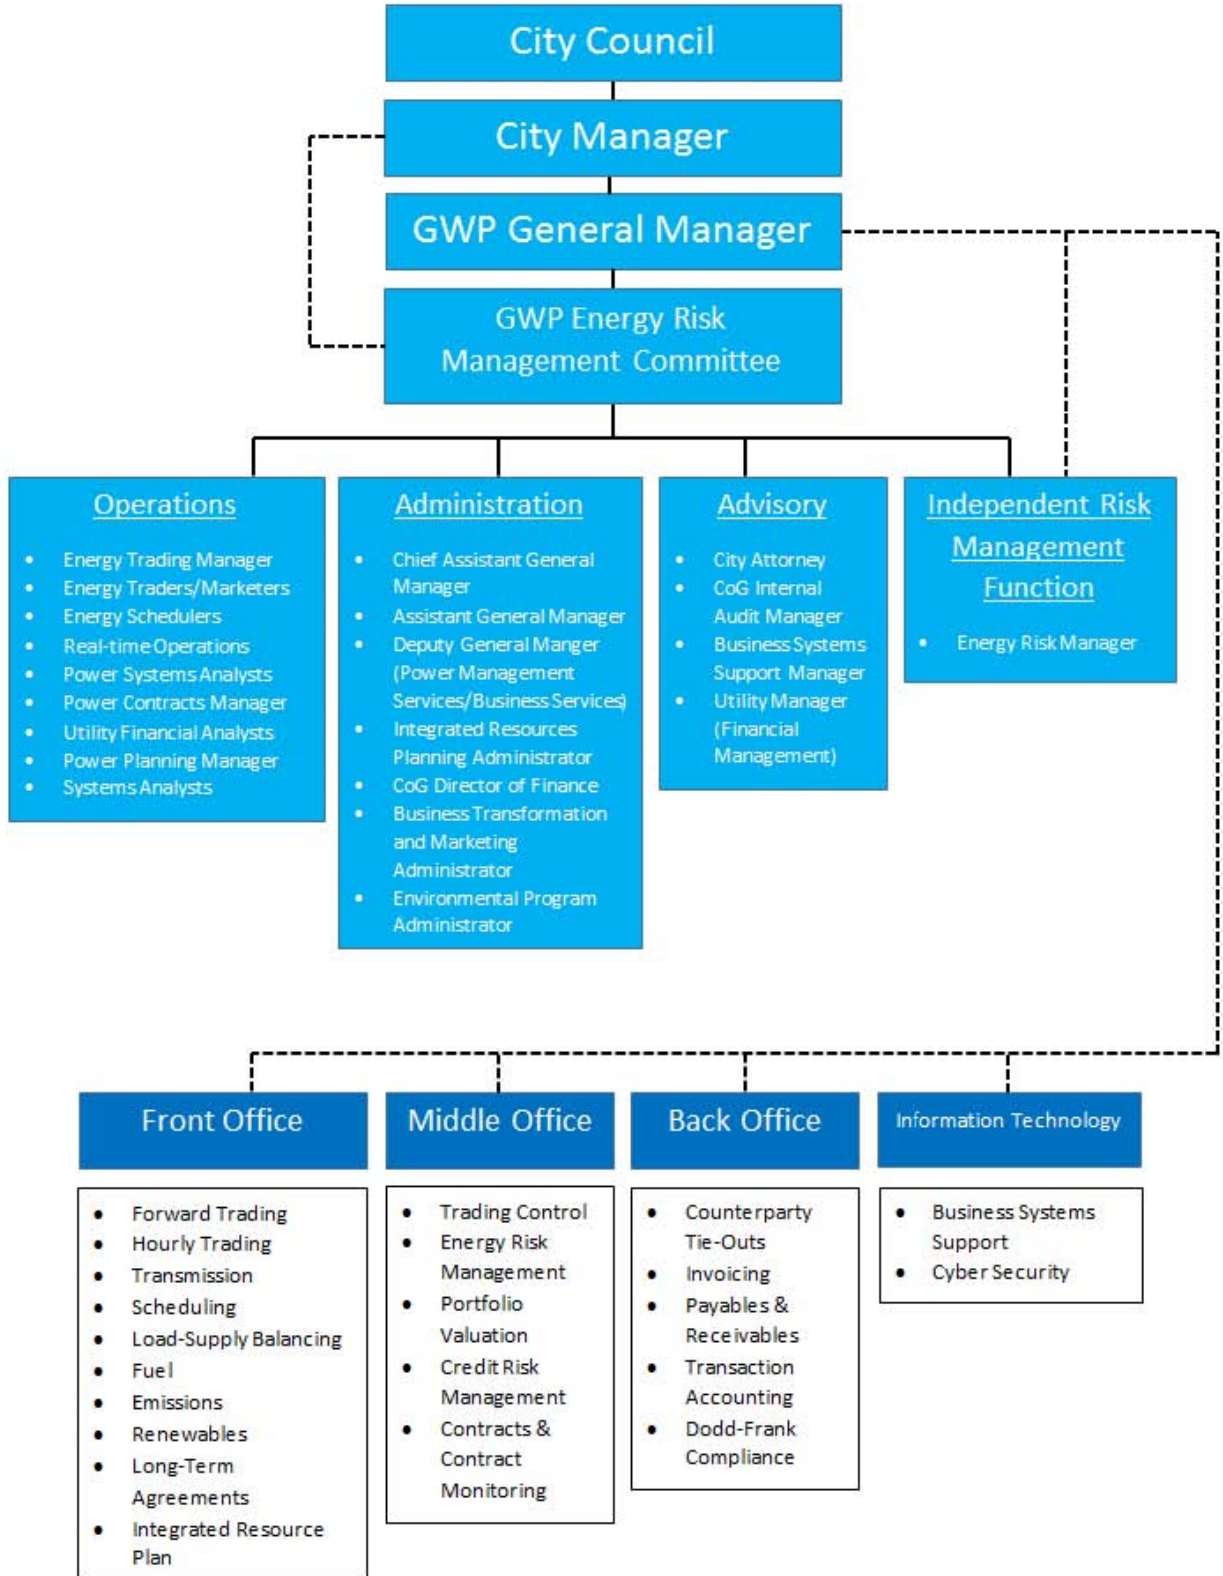 City Council
City Manager
GWP General Manager
GWP Energy Risk
Management Committee
Operations
• Energy Trading Manager
• Energy Traders/Marketers
• Energy Schedulers
• Real-time Operations
• Power Systems Analysts
• Power Contracts Manager
• Utility Financial Analysts
• Power Planning Manager
• Systems Analysts
Administration
• Chief Assistant General
Manager
• Assistant General Manager
• Deputy General Manger
(Power Management
Services/Business Services)
• Integrated Resources
Planning Administrator
• CoG Director of Finance
• Business Transformation
and Marketing
Administrator
• Environmental Program
Administrator
Advisory
• City Attorney
• CoG Internal
Audit Manager
• Business Systems
Support Manager
• Utility Manager
(Financial
Management)
Independent Risk
Management
Function
• Energy Risk Manager
Front Office
• Forward Trading
• Hourly Trading
• Transmission
• Scheduling
• Load-Supply Balancing
• Fuel
• Emissions
• Renewables
• Long-Term
Agreements
• Integrated Resource
Plan
Middle Office
• Trading Control
• Energy Risk
Management
• Portfolio
Valuation
• Credit Risk
Management
• Contracts &
Contract
Monitoring
Back Office
• Counterparty
Tie-Outs
• Invoicing
• Payables &
Receivables
• Transaction
Accounting
• Dodd-Frank
Compliance
Information Technology
• Business Systems
Support
• Cyber Security